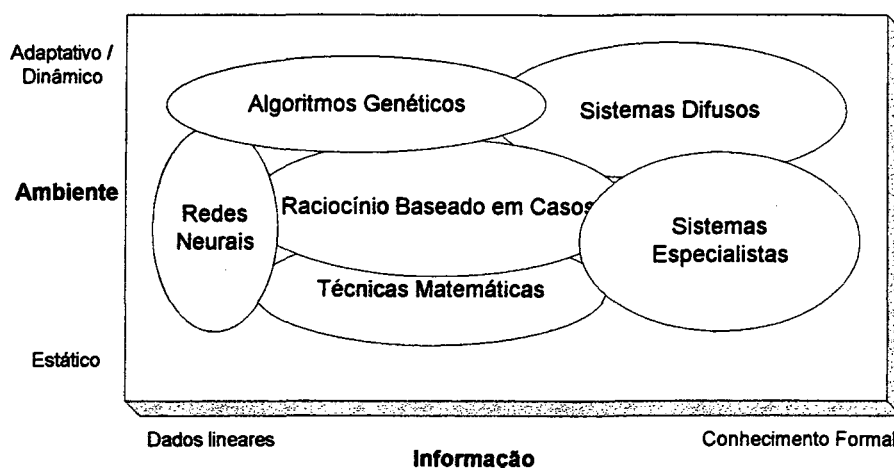 Adaptativo /
Dinâmico
Algoritmos Genéticos
Sistemas Difusos
Ambiente
Redes
Neurais
Raciocínio Baseado em Casos
Sistemas
Especialistas
Técnicas Matemáticas
Estático
Dados lineares
Conhecimento Formal
Informação